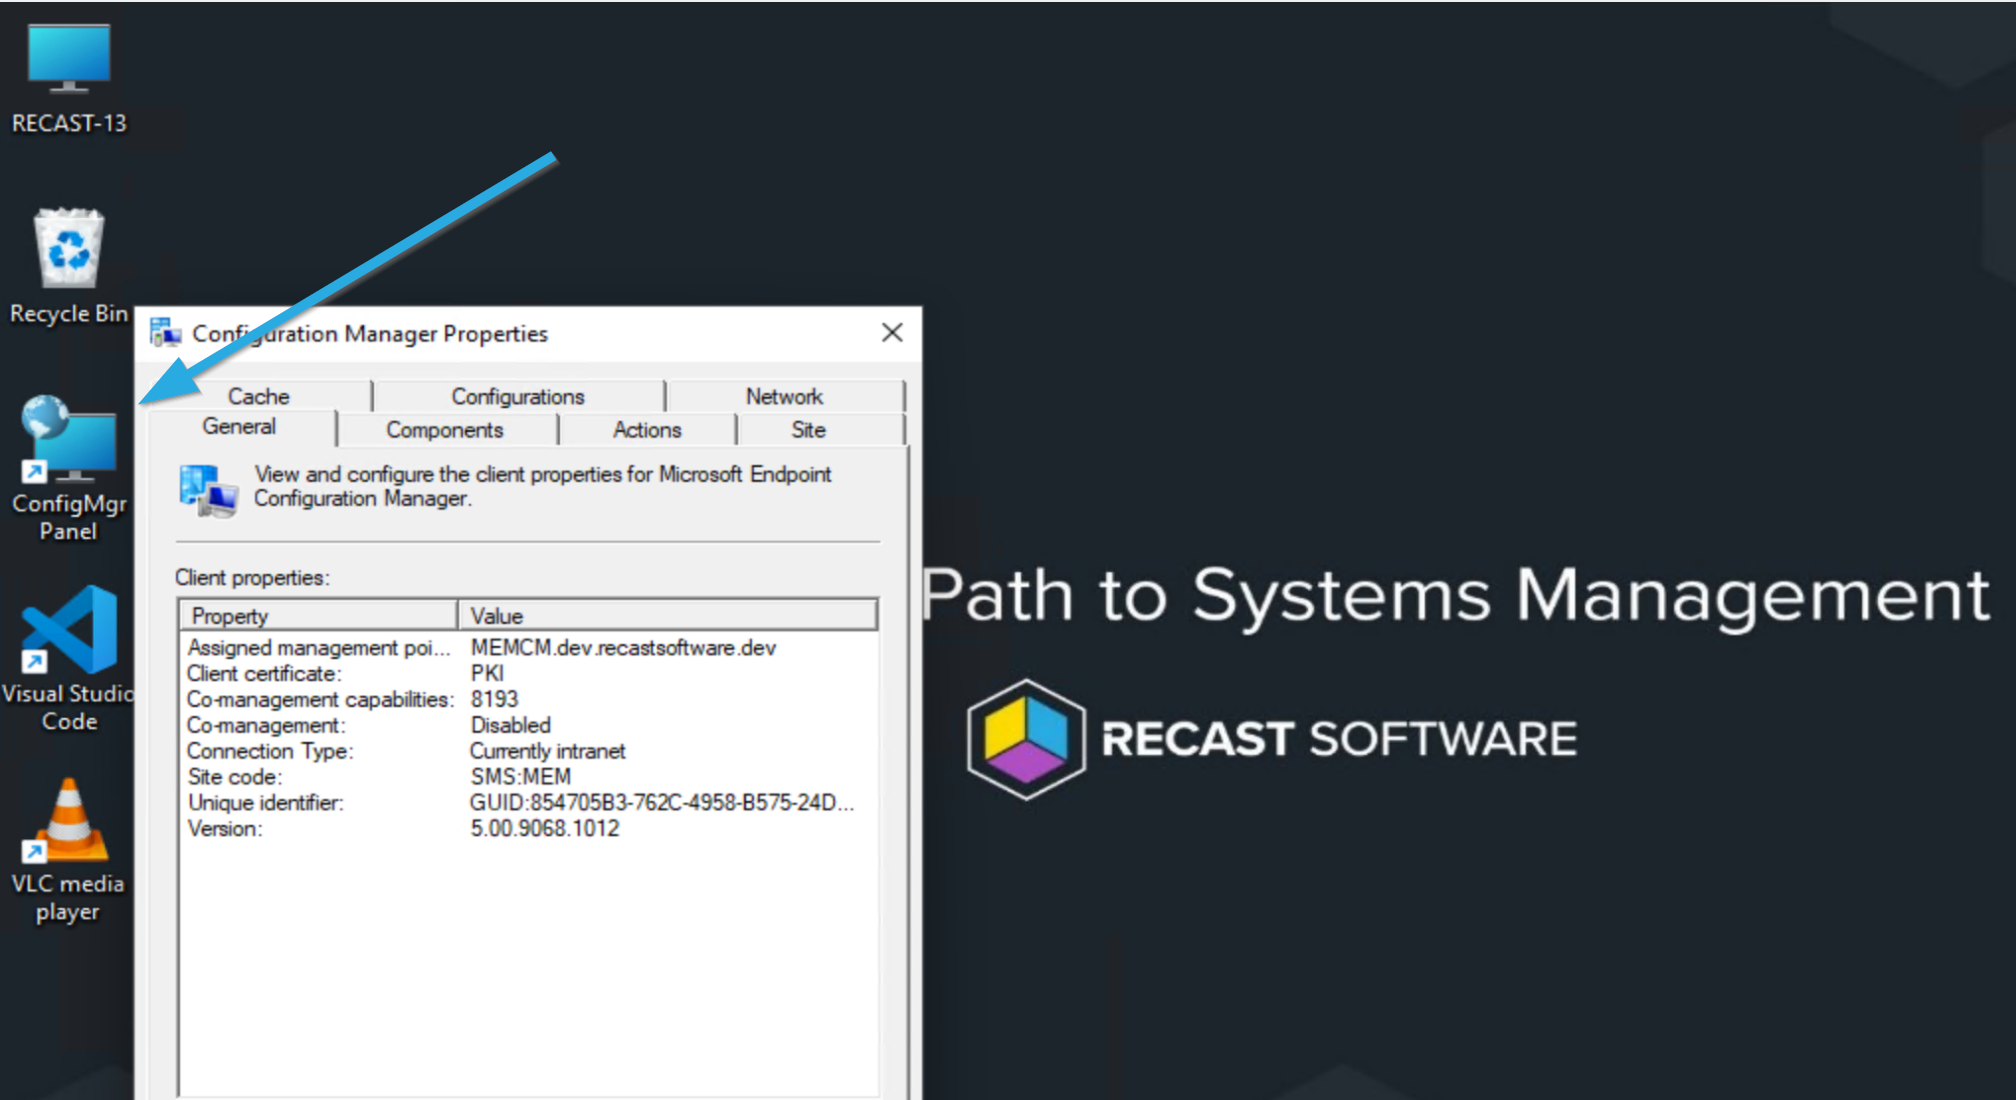 RECAST-13
Recycle Bin
ConfigMgr
Panel
Visual Studio
Code
VLC media
player
Configuration Manager Properties
Cache
Configurations
Network
General
Components
Actions
Site
View and configure the client properties for Microsoft Endpoint
Configuration Manager.
Client properties:
Property Value
Assigned management poi... MEMCM.dev.recastsoftware.dev
Client certificate: PKI
Co-management capabilities: 8193
Co-management: Disabled
Connection Type: Currently intranet
Site code: SMS:MEM
Unique identifier: GUID:854705B3-762C-4958-B575-24D...
Version: 5.00.9068.1012
Path to Systems Management
RECAST SOFTWARE